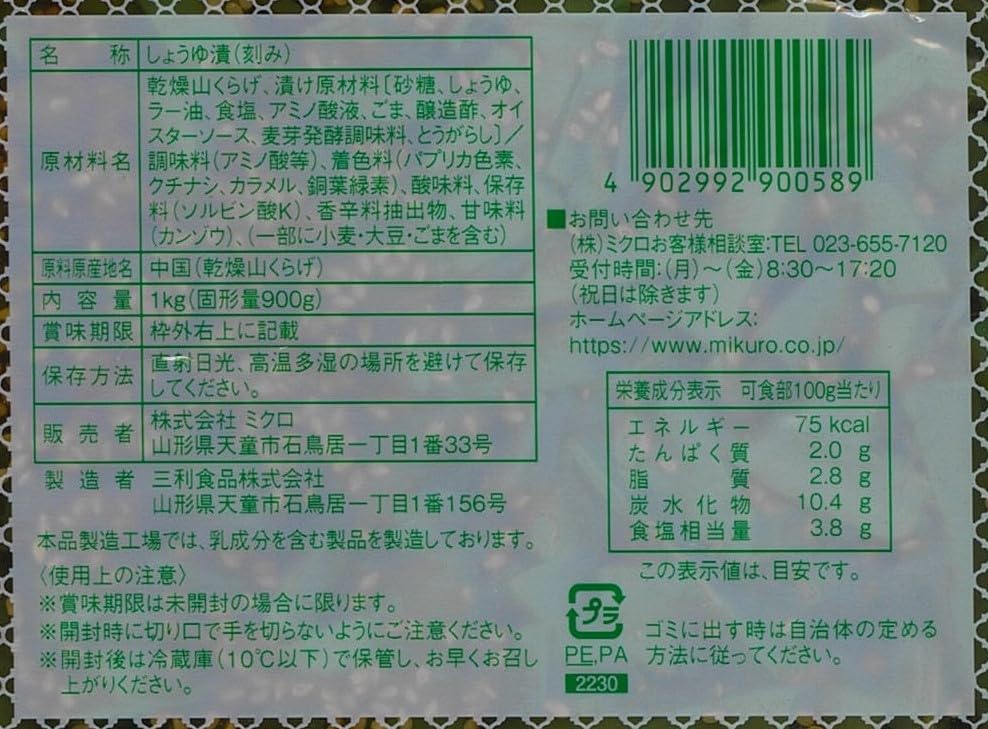 名称 しょうゆ漬(刻み)
原材料名 乾燥山くらげ、漬け原材料〔砂糖、しょうゆ、
ラー油、食塩、アミノ酸液、ごま、醸造酢、オイ
スターソース、麦芽発酵調味料、とうがらし〕/
調味料(アミノ酸等)、着色料(パプリカ色素、
クチナシ、カラメル、銅葉緑素)、酸味料、保存
料(ソルビン酸K)、香辛料抽出物、甘味料
(カンゾウ)、(一部に小麦・大豆・ごまを含む)
原料原産地名 中国(乾燥山くらげ)
内容量 1kg(固形量900g)
賞味期限 枠外右上に記載
保存方法 直射日光、高温多湿の場所を避けて保存
してください。
販売者 株式会社 ミクロ
山形県天童市石鳥居一丁目1番33号
製造者 三利食品株式会社
山形県天童市石鳥居一丁目1番156号
本品製造工場では、乳成分を含む製品を製造しております。
〈使用上の注意〉
※賞味期限は未開封の場合に限ります。
※開封時に切り口で手を切らないようにご注意ください。
※開封後は冷蔵庫(10℃以下)で保管し、お早くお召し
上がりください。
4 902992 900589
■お問い合わせ先
(株)ミクロお客様相談室:TEL 023-655-7120
受付時間:(月)〜(金)8:30〜17:20
(祝日は除きます)
ホームページアドレス:
https://www.mikuro.co.jp/
栄養成分表示 可食部100g当たり
エネルギー 75 kcal
たんぱく質 2.0 g
脂質 2.8 g
炭水化物 10.4 g
食塩相当量 3.8 g
この表示値は、目安です。
プラ
PE,PA
2230
ゴミに出す時は自治体の定める
方法に従ってください。